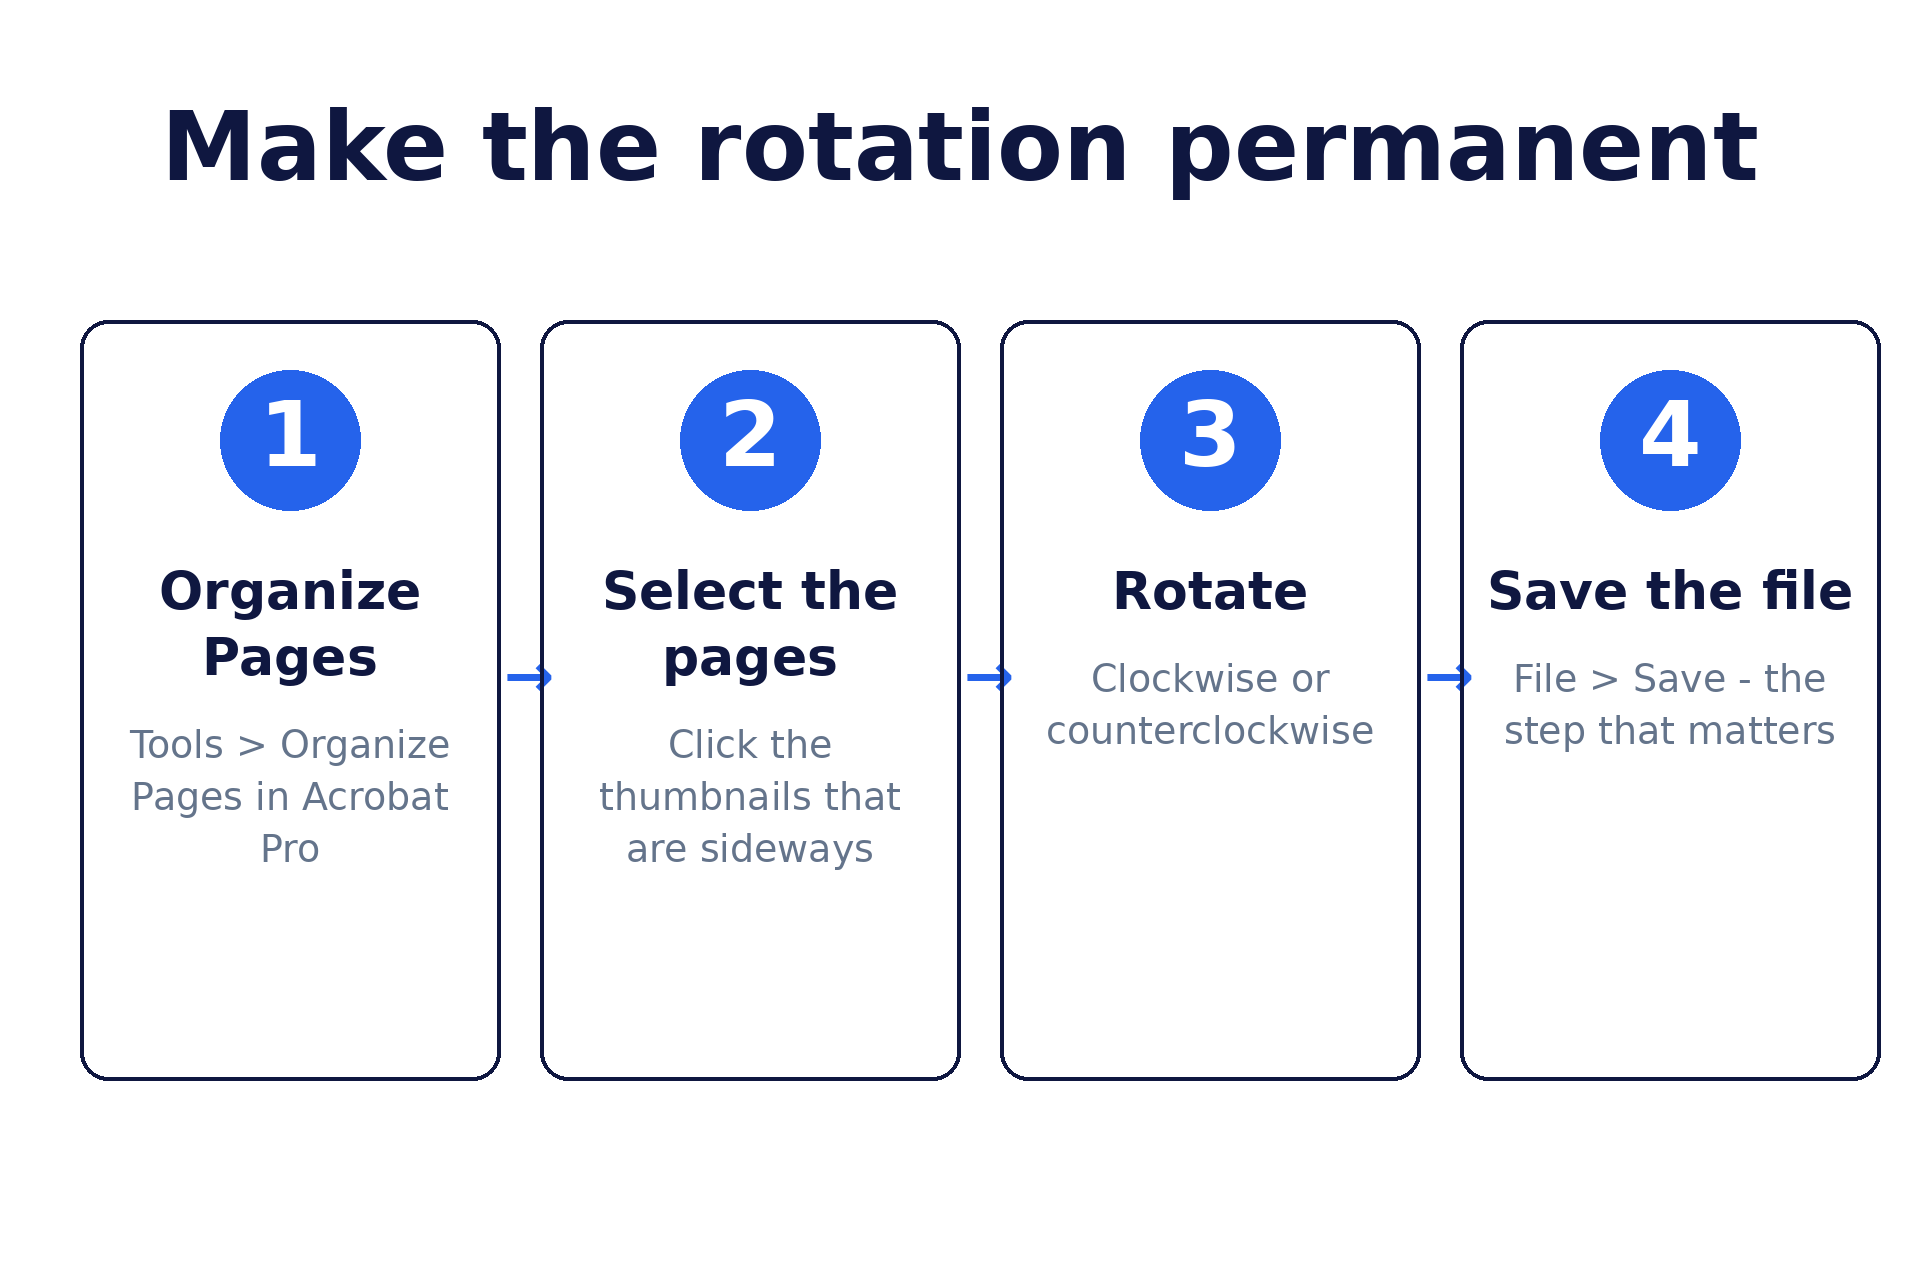 Make the rotation permanent
1
Organize
Pages
Tools > Organize
Pages in Acrobat
Pro
→
2
Select the
pages
Click the
thumbnails that
are sideways
→
3
Rotate
Clockwise or
counterclockwise
→
4
Save the file
File > Save - the
step that matters